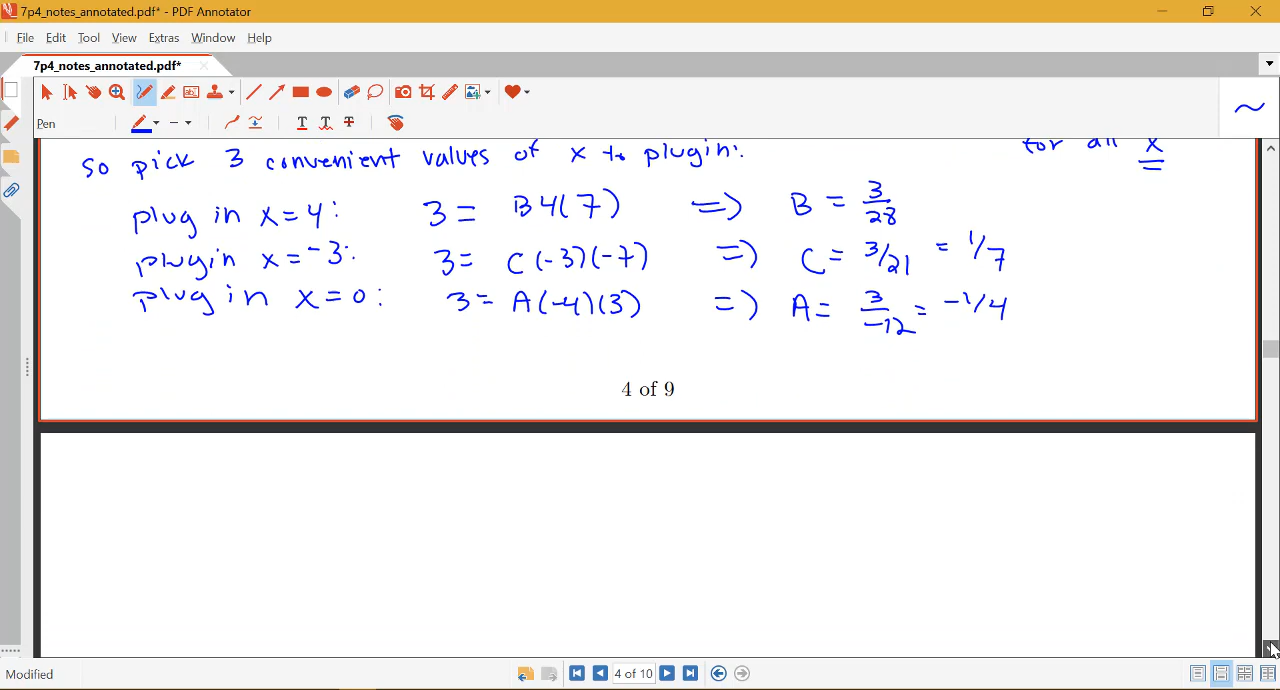 7p4_notes_annotated.pdf* - PDF Annotator
File Edit Tool View Extras Window Help
7p4_notes_annotated.pdf*
Pen
for all x
so pick 3 convenient values of x to plugin:
plug in x=4: 3 = B4(7) => B = 3/28
plugin x=-3: 3 = C(-3)(-7) => C = 3/21 = 1/7
plug in x=0: 3 = A(-4)(3) => A = 3/-12 = -1/4
4 of 9
Modified
4 of 10